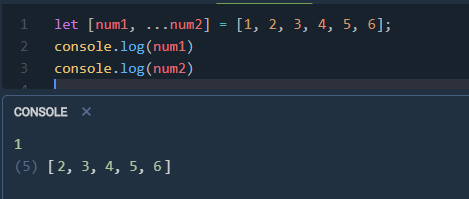 1 let [num1, ...num2] = [1, 2, 3, 4, 5, 6];
2 console.log(num1)
3 console.log(num2)
CONSOLE ×
1
(5) [2, 3, 4, 5, 6]